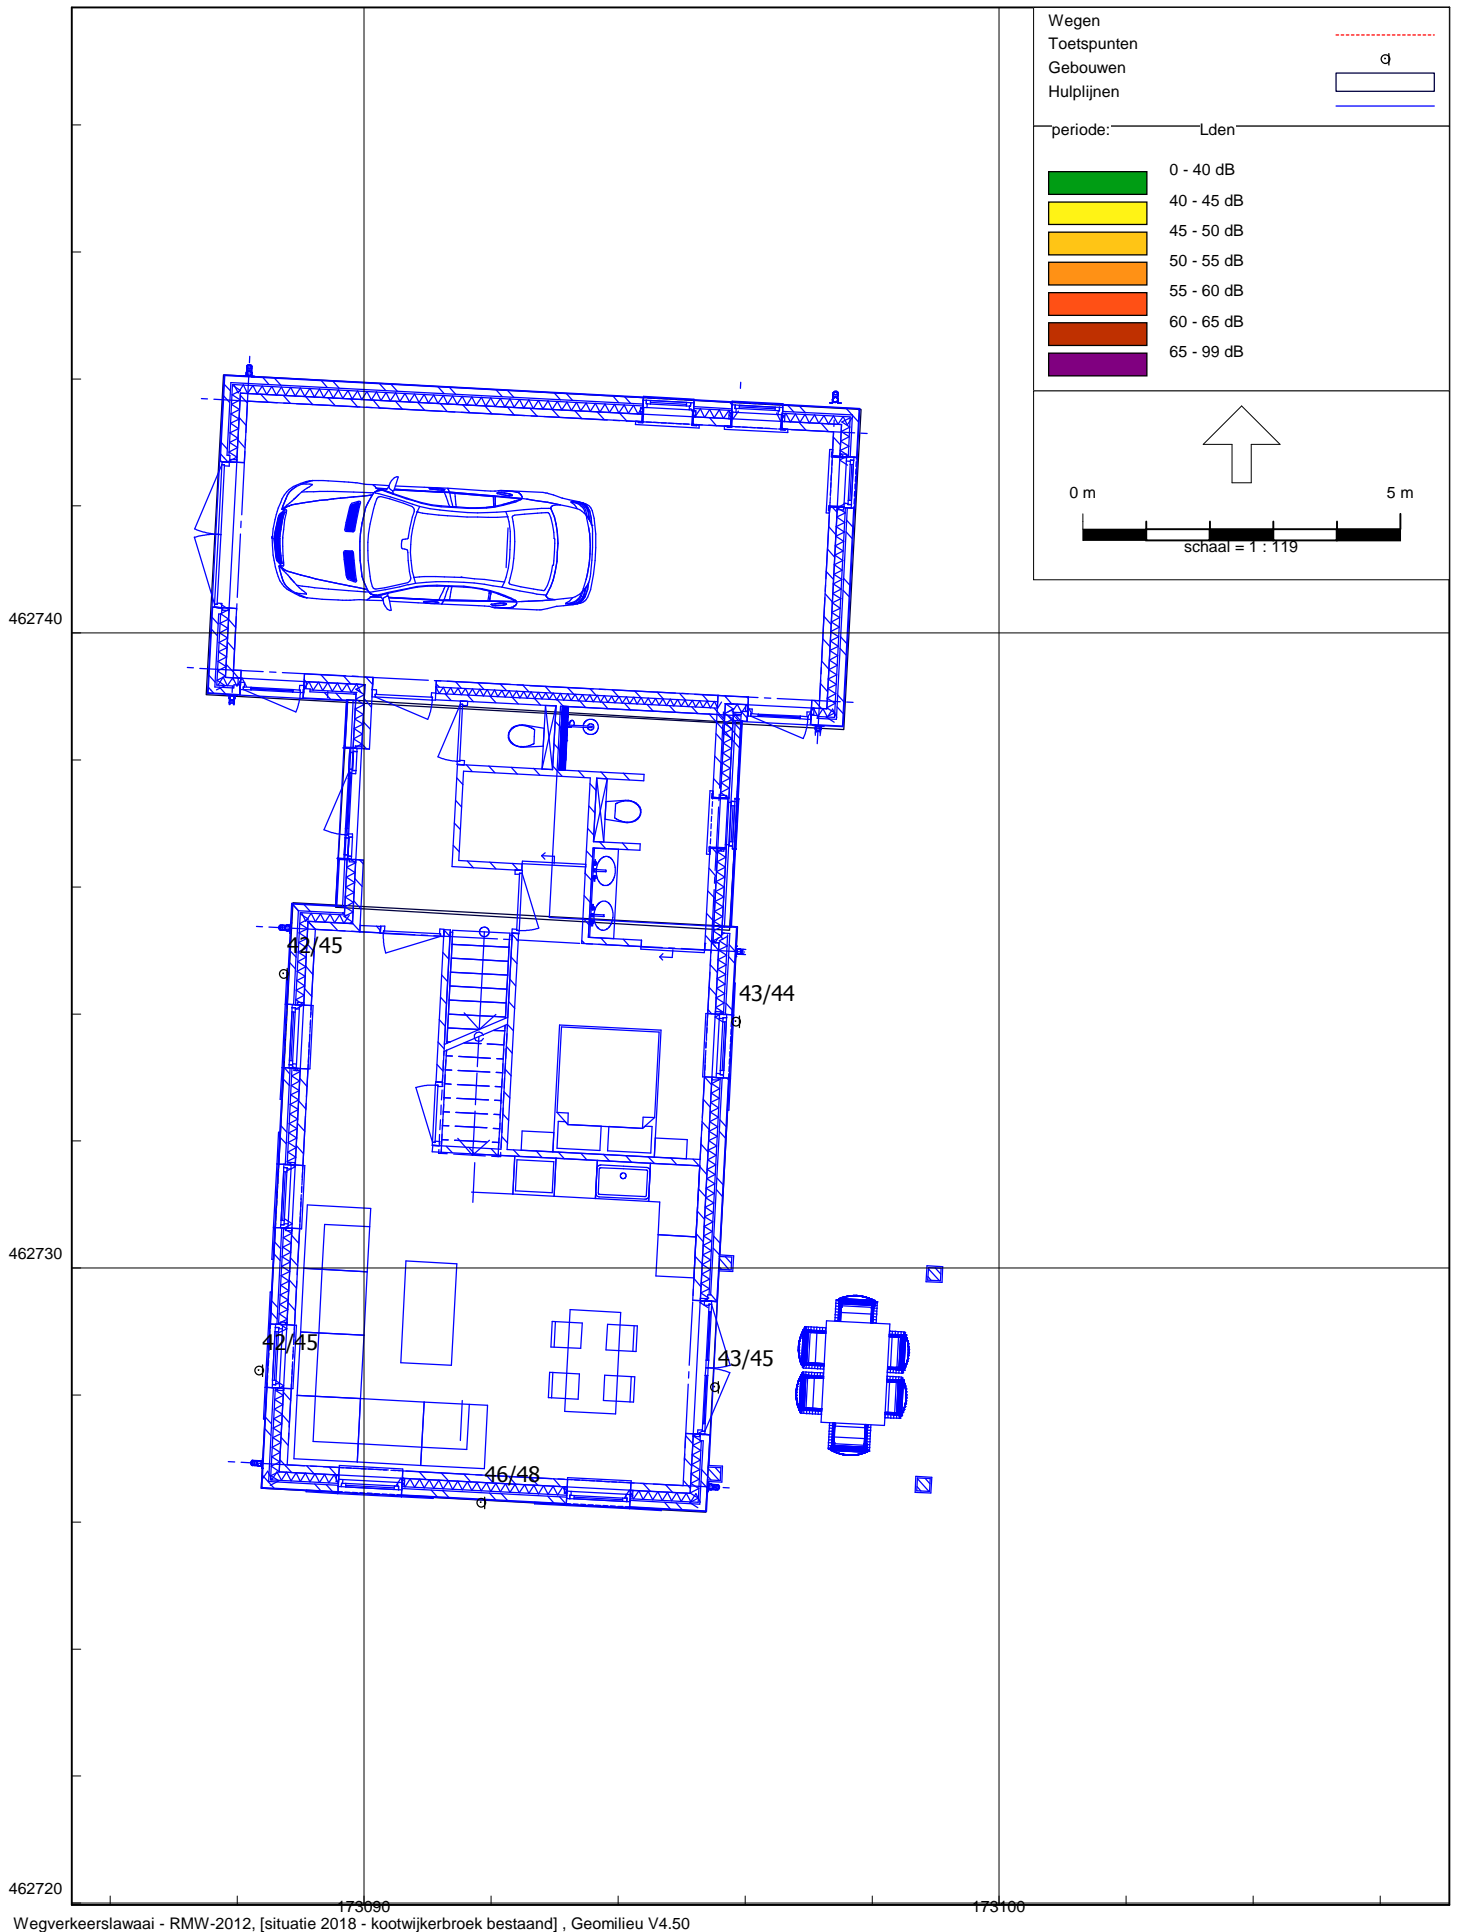 Wegen
Toetspunten
Gebouwen
Hulplijnen
periode: Lden
0 - 40 dB
40 - 45 dB
45 - 50 dB
50 - 55 dB
55 - 60 dB
60 - 65 dB
65 - 99 dB
0 m 5 m
schaal = 1 : 119
462740
42/45
43/44
462730
42/45
43/45
46/48
462720
173090 173100
Wegverkeerslawaai - RMW-2012, [situatie 2018 - kootwijkerbroek bestaand] , Geomilieu V4.50